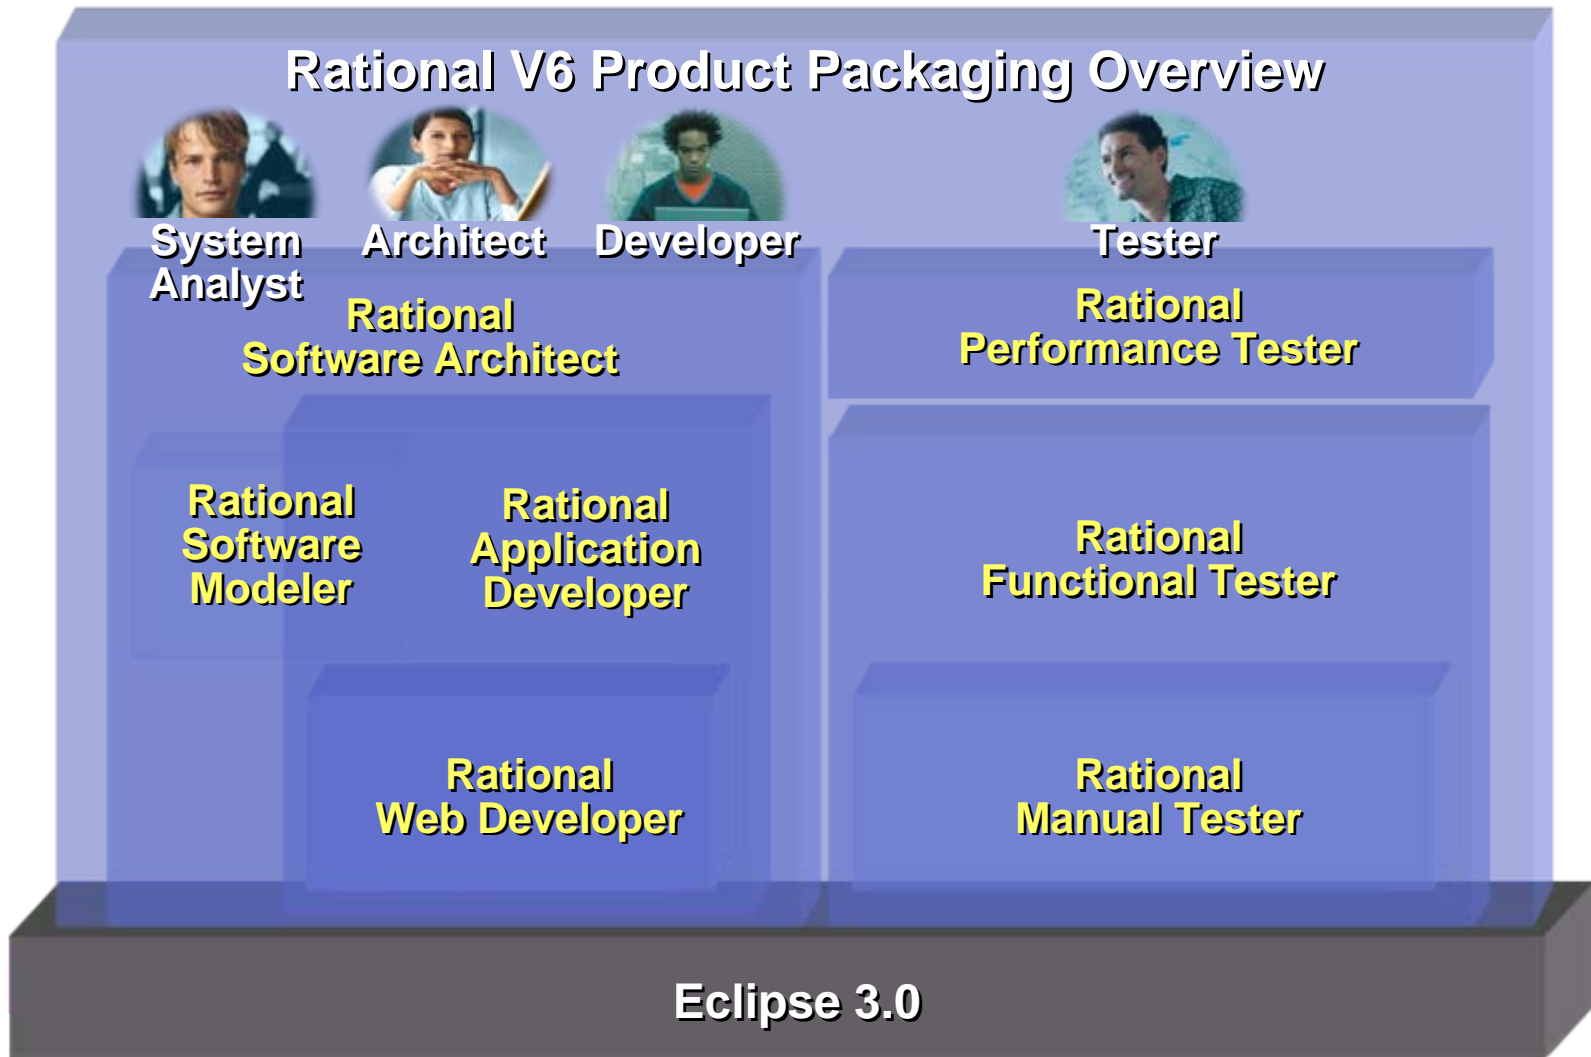 Rational V6 Product Packaging Overview
System
Analyst
Architect
Developer
Tester
Rational
Software Architect
Rational
Performance Tester
Rational
Software
Modeler
Rational
Application
Developer
Rational
Functional Tester
Rational
Web Developer
Rational
Manual Tester
Eclipse 3.0